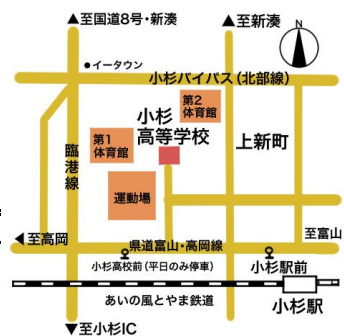 ▲至国道8号・新湊
▲至新湊
N
イータウン
小杉バイパス(北部線)
第2
体育館
小杉
高等学校
第1
体育館
上新町
臨港線
運動場
◀至高岡
県道富山・高岡線
至富山
小杉高校前(平日のみ停車)
小杉駅前
あいの風とやま鉄道
小杉駅
▼至小杉IC